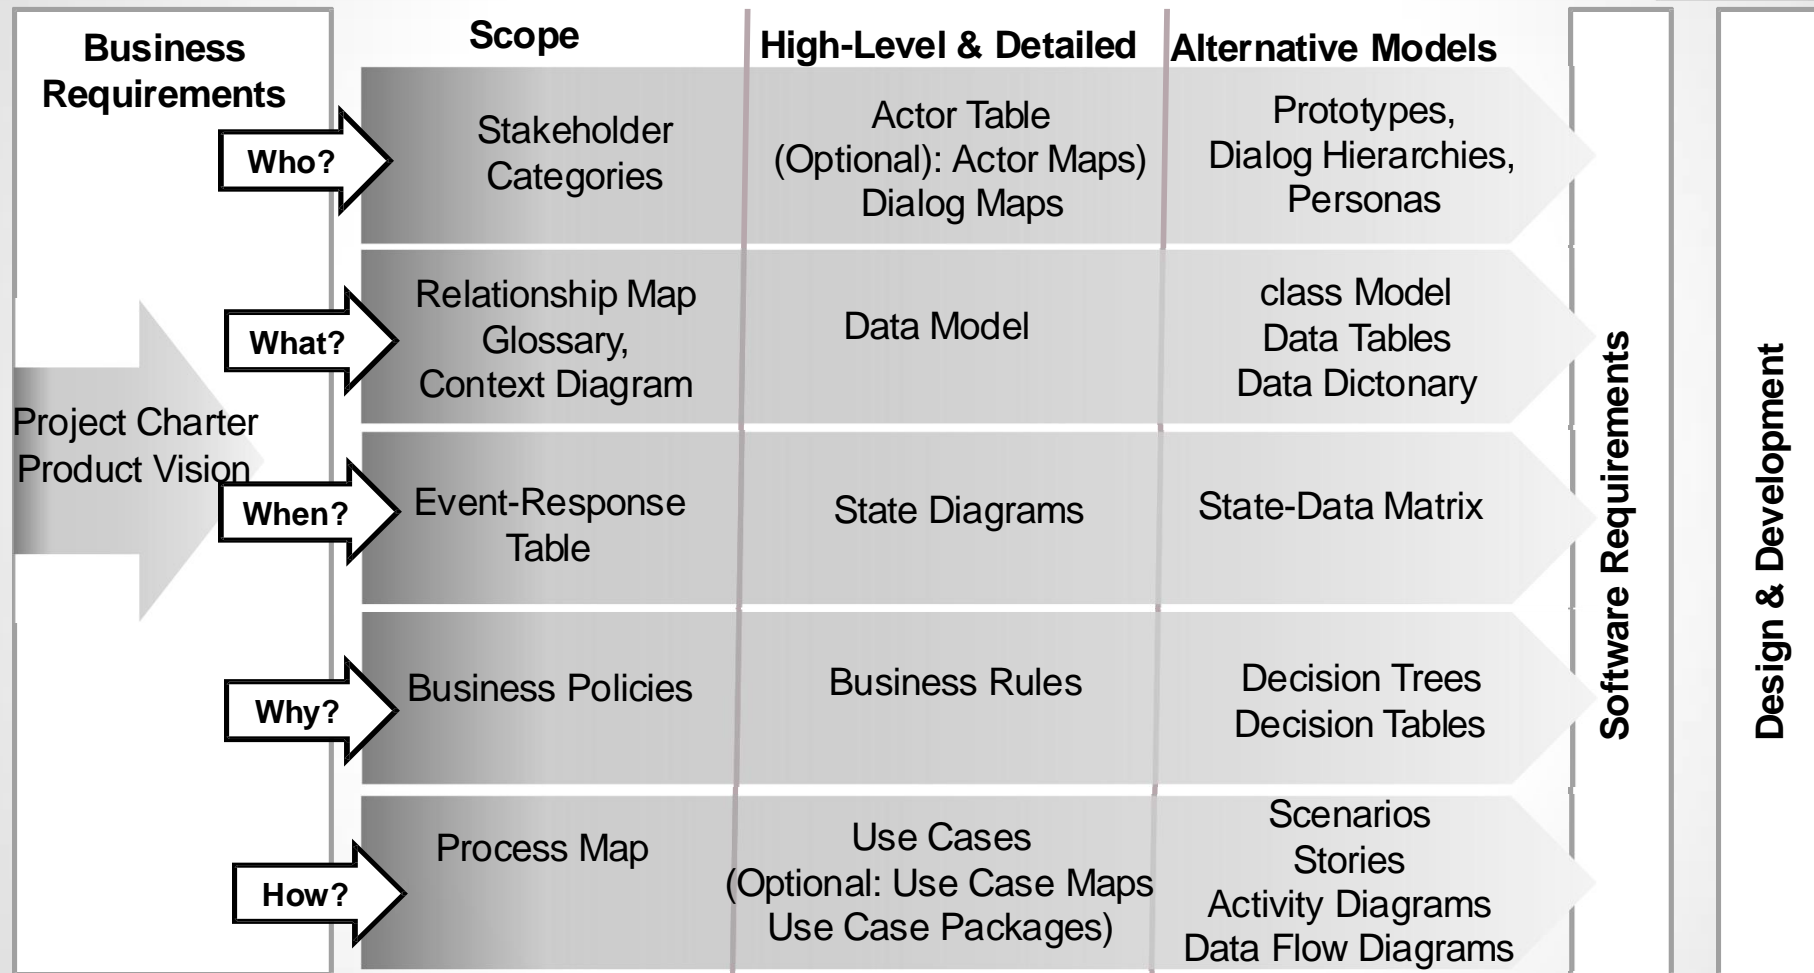 Business
Requirements
Scope
High-Level & Detailed
Alternative Models
Project Charter
Product Vision
Who?
Stakeholder
Categories
Actor Table
(Optional): Actor Maps)
Dialog Maps
Prototypes,
Dialog Hierarchies,
Personas
What?
Relationship Map
Glossary,
Context Diagram
Data Model
class Model
Data Tables
Data Dictonary
When?
Event-Response
Table
State Diagrams
State-Data Matrix
Why?
Business Policies
Business Rules
Decision Trees
Decision Tables
How?
Process Map
Use Cases
(Optional: Use Case Maps
Use Case Packages)
Scenarios
Stories
Activity Diagrams
Data Flow Diagrams
Software Requirements
Design & Development